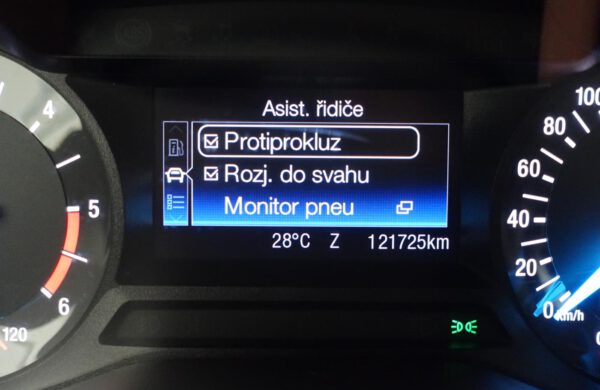 Asist. řidiče
Protiprokluz
Rozj. do svahu
Monitor pneu
28°C Z 121725km
4
5
6
120
100
80
60
40
20
0
km/h